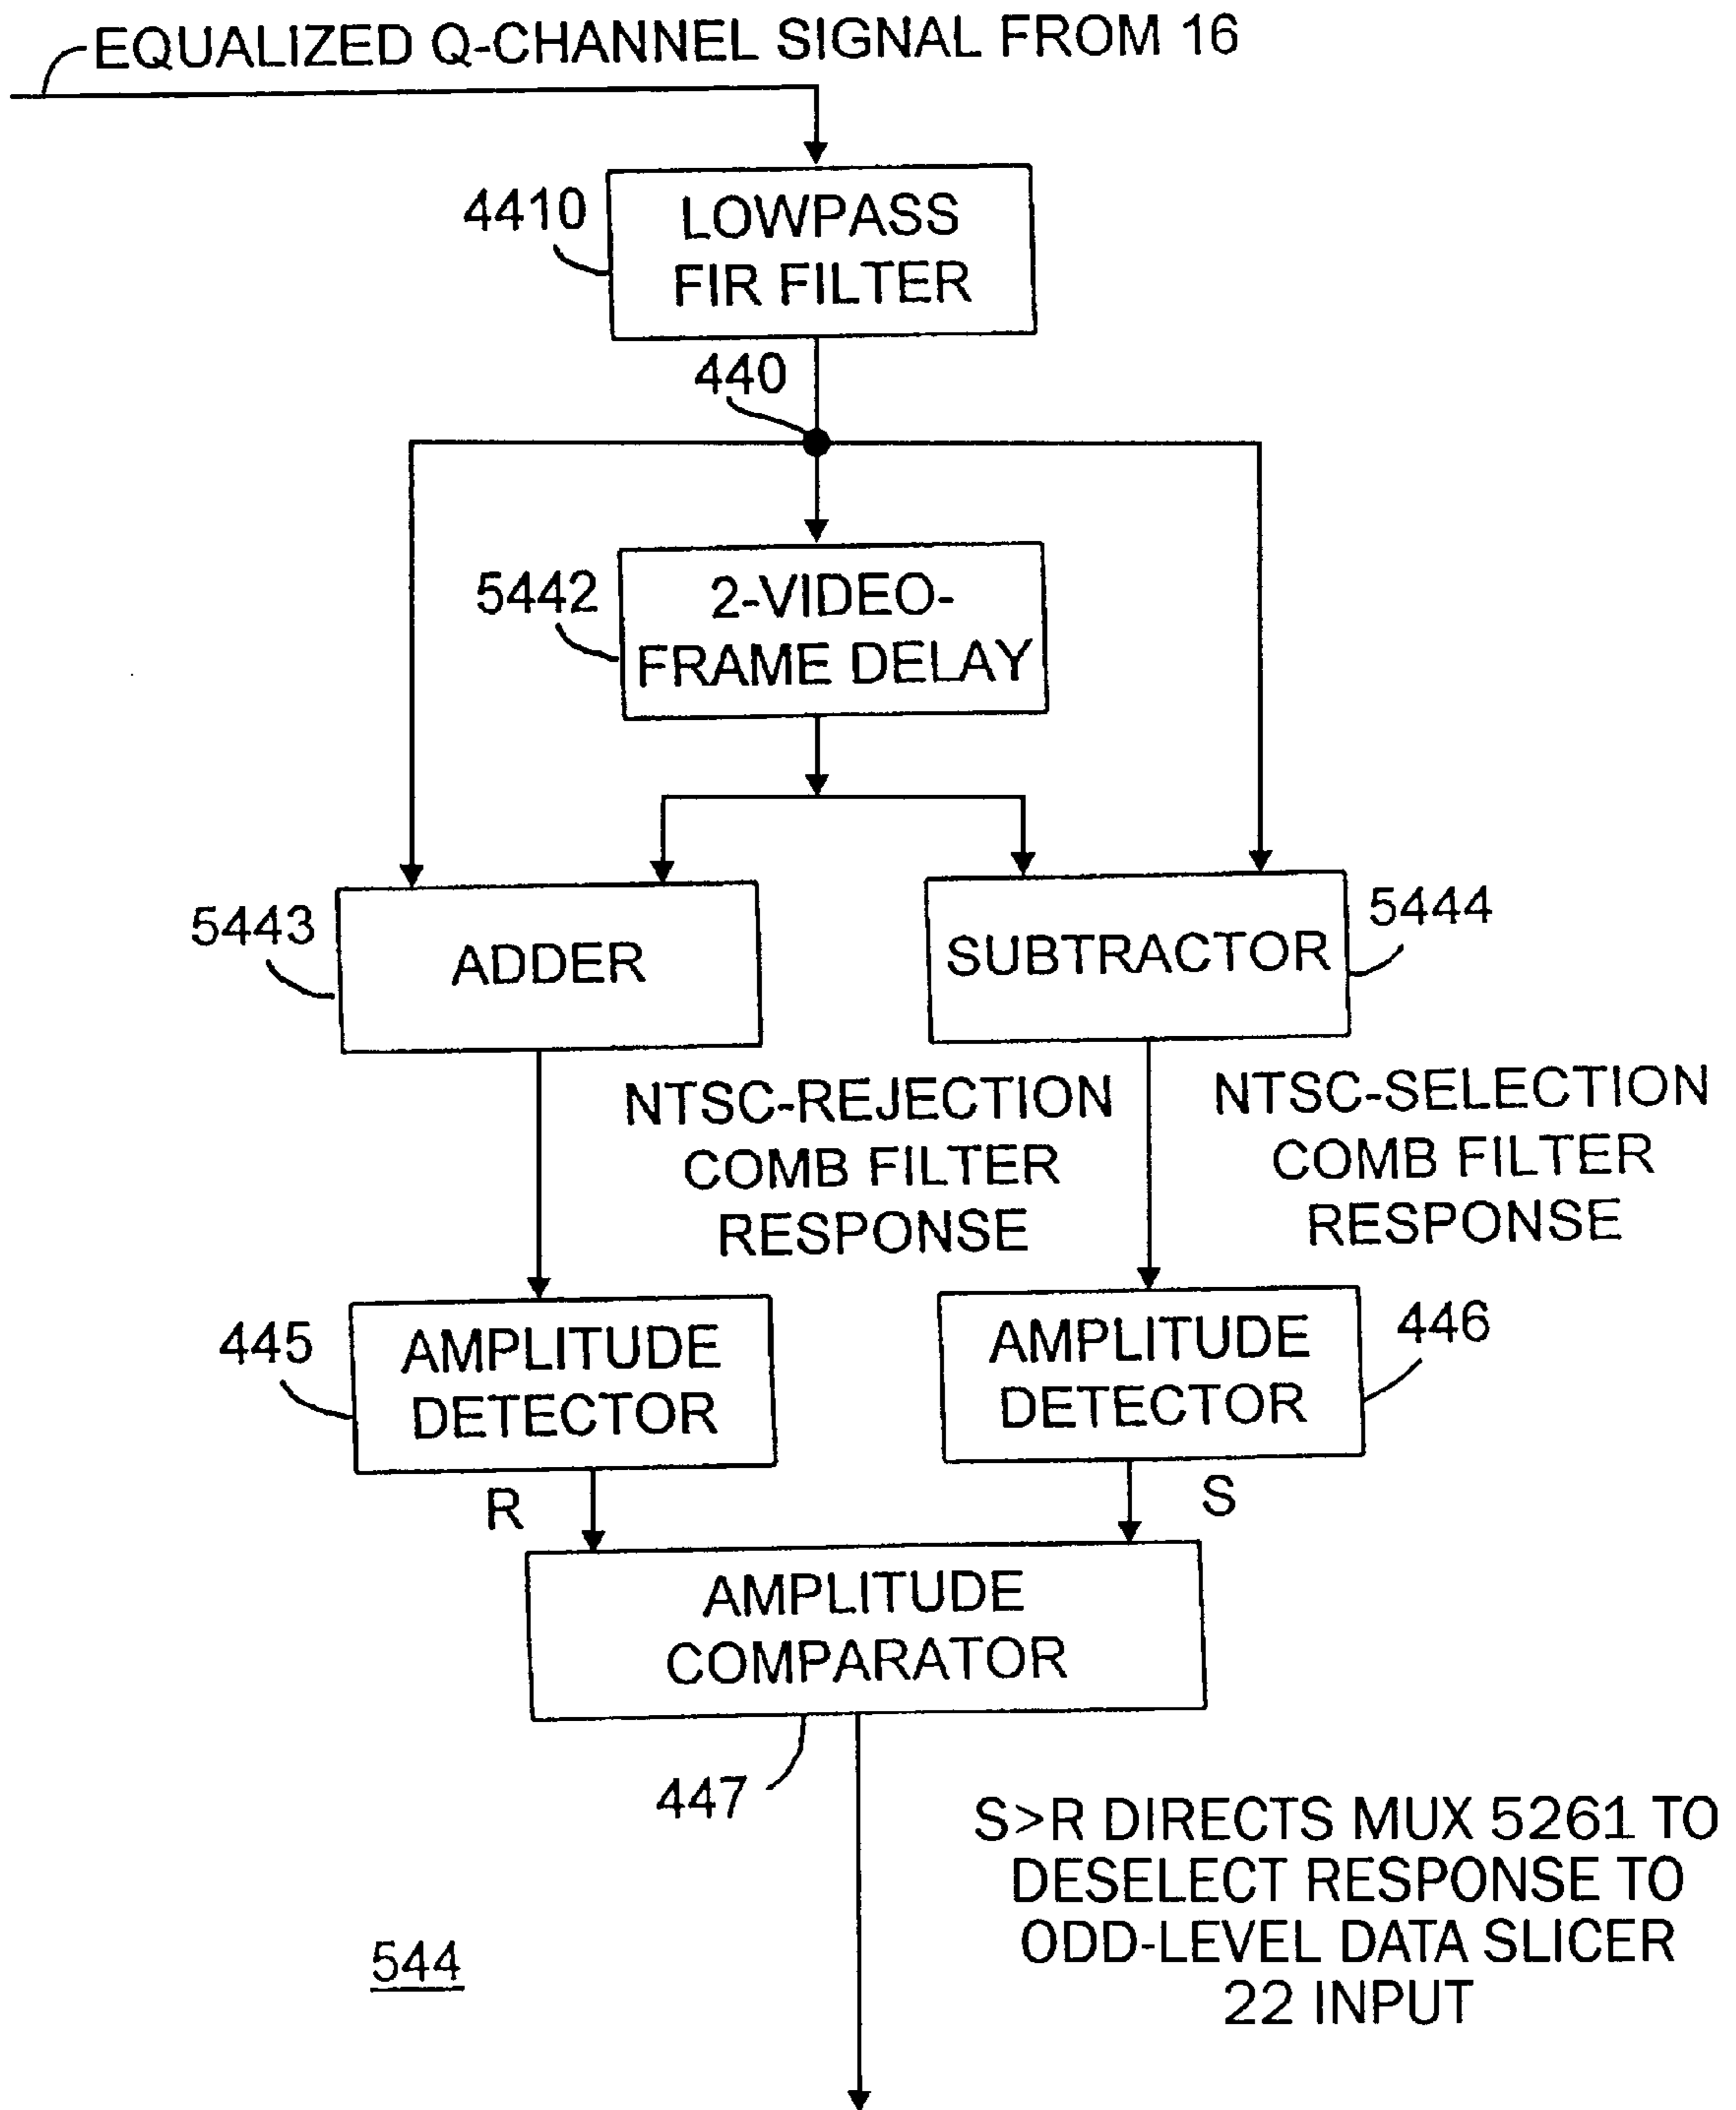 EQUALIZED Q-CHANNEL SIGNAL FROM 16
4410
LOWPASS
FIR FILTER
440
5442
2-VIDEO-
FRAME DELAY
5443
ADDER
SUBTRACTOR
5444
NTSC-REJECTION
COMB FILTER
RESPONSE
NTSC-SELECTION
COMB FILTER
RESPONSE
445
AMPLITUDE
DETECTOR
AMPLITUDE
DETECTOR
446
R
S
AMPLITUDE
COMPARATOR
447
S>R DIRECTS MUX 5261 TO
DESELECT RESPONSE TO
ODD-LEVEL DATA SLICER
22 INPUT
544